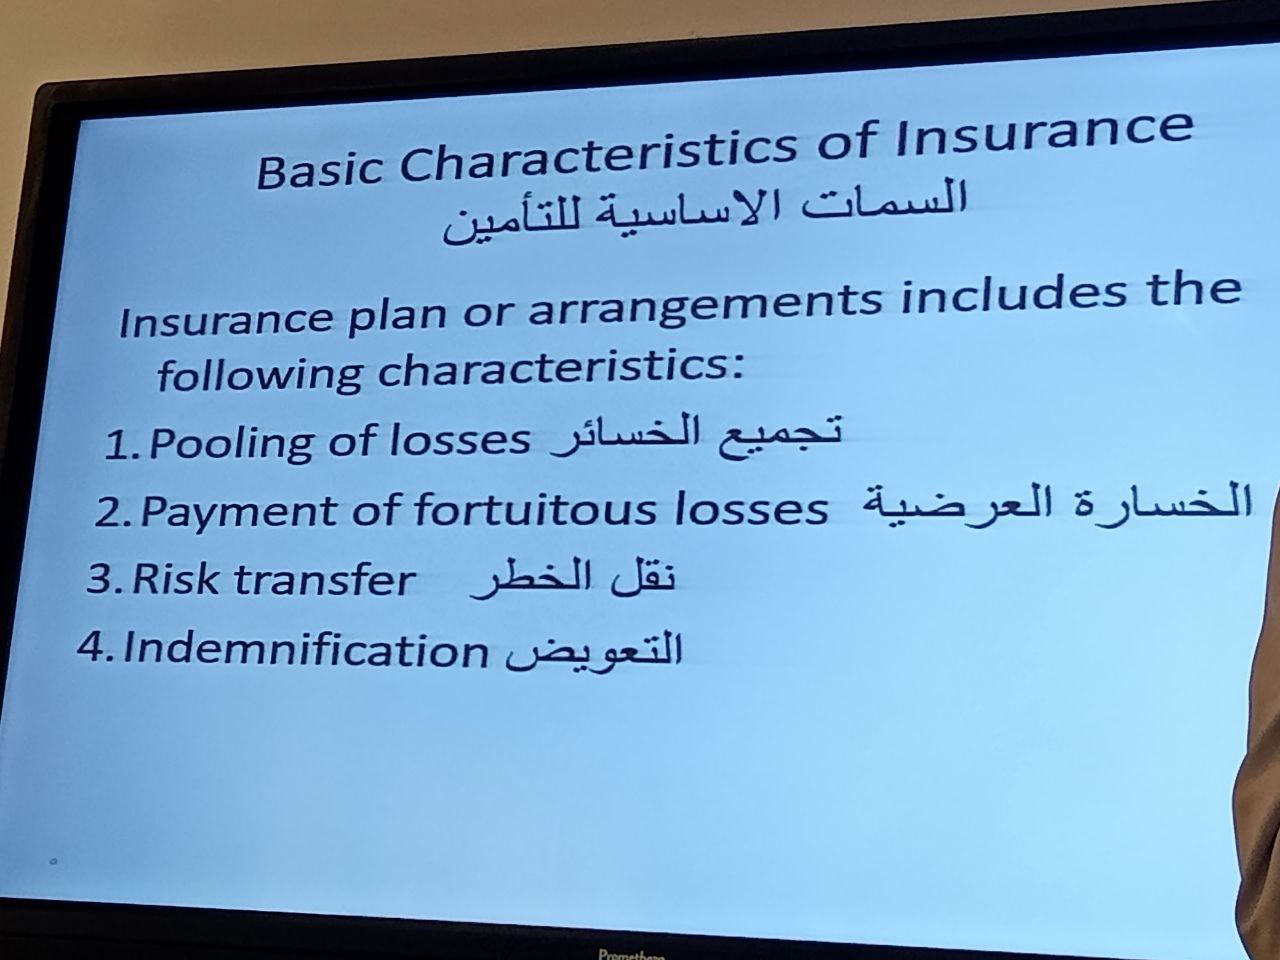 Basic Characteristics of Insurance
السمات الاساسية للتأمين
Insurance plan or arrangements includes the
following characteristics:
1. Pooling of losses تجميع الخسائر
2. Payment of fortuitous losses الخسارة العرضية
3. Risk transfer نقل الخطر
4. Indemnification التعويض
Promethean